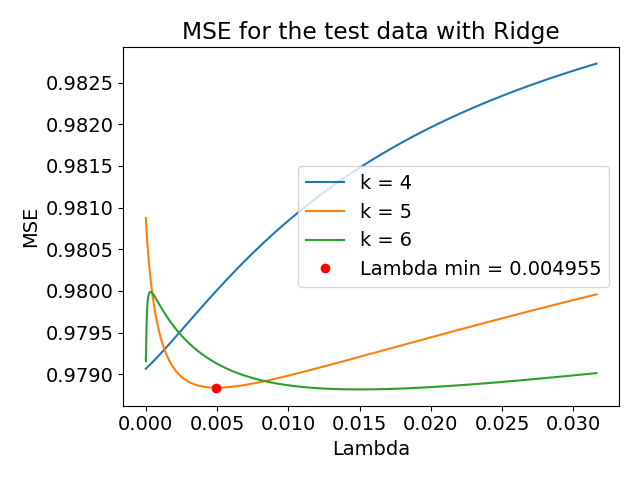 MSE for the test data with Ridge
0.9825
0.9820
0.9815
0.9810
0.9805
0.9800
0.9795
0.9790
MSE
k = 4
k = 5
k = 6
Lambda min = 0.004955
0.000 0.005 0.010 0.015 0.020 0.025 0.030
Lambda